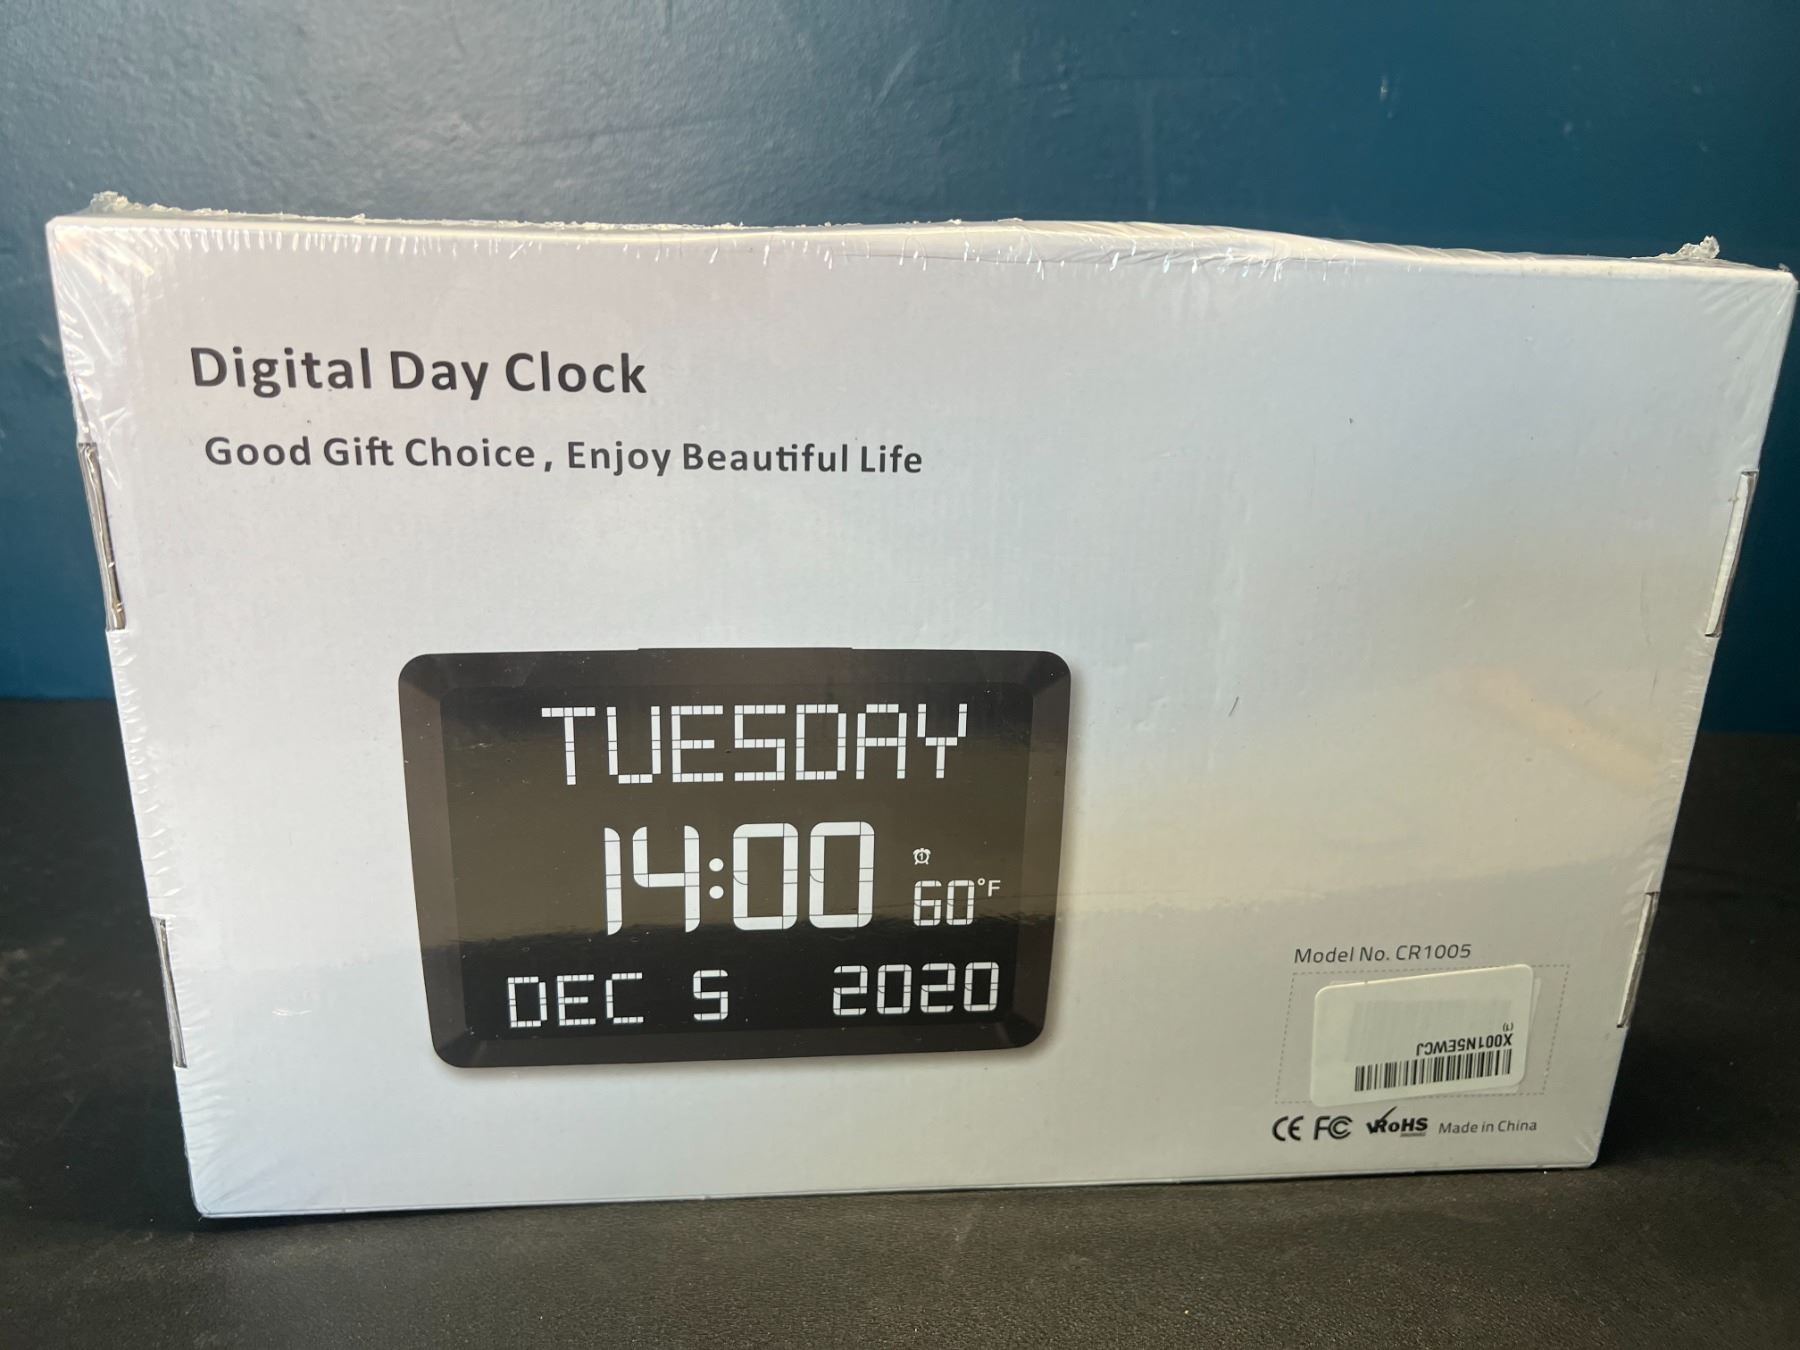 Digital Day Clock
Good Gift Choice, Enjoy Beautiful Life
TUESDAY
14:00
1
60°F
DEC 5 2020
Model No. CR1005
X001N5EWCJ
CE FC RoHS Made in China